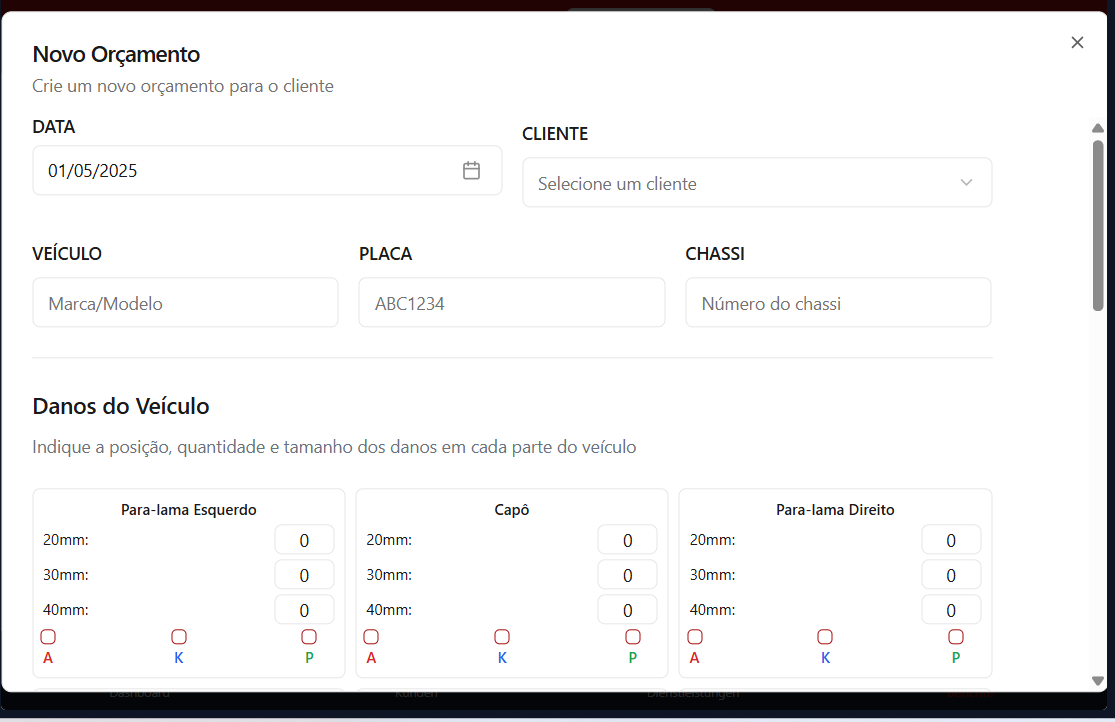 Novo Orçamento
Crie um novo orçamento para o cliente
DATA
CLIENTE
01/05/2025
Selecione um cliente
VEÍCULO PLACA CHASSI
Marca/Modelo ABC1234 Número do chassi
Danos do Veículo
Indique a posição, quantidade e tamanho dos danos em cada parte do veículo
Para-lama Esquerdo Capô Para-lama Direito
20mm: 0 20mm: 0 20mm: 0
30mm: 0 30mm: 0 30mm: 0
40mm: 0 40mm: 0 40mm: 0
A K P A K P A K P
Dashboard Kunden Dienstleistungen